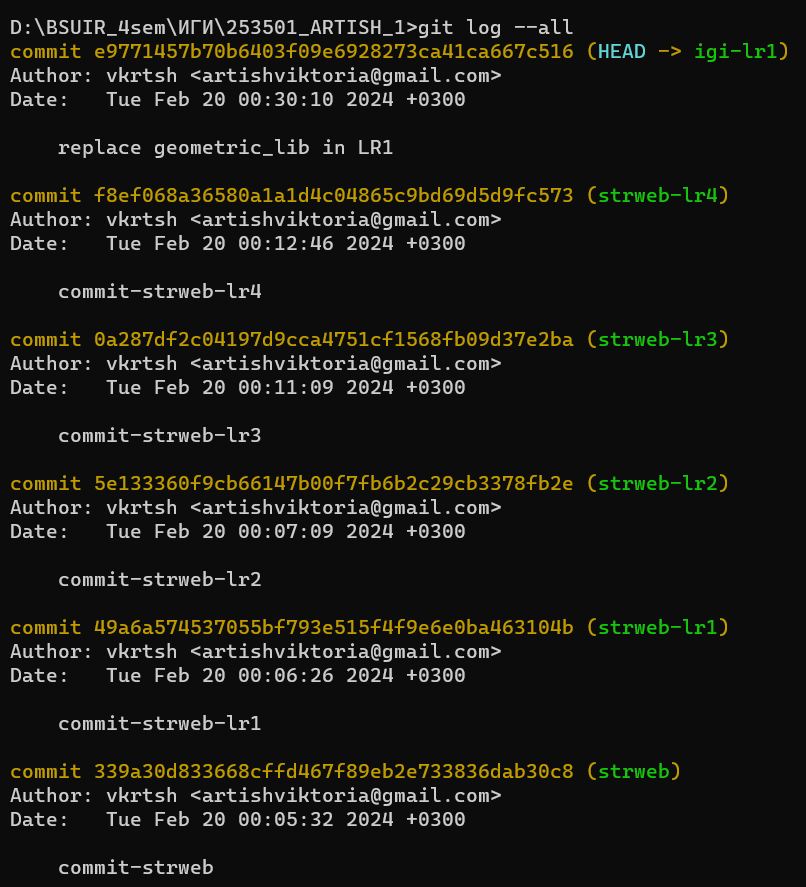 D:\BSUIR_4sem\ИГИ\253501_ARTISH_1>git log --all
commit e9771457b70b6403f09e6928273ca41ca667c516 (HEAD -> igi-lr1)
Author: vkrtsh <artishviktoria@gmail.com>
Date:   Tue Feb 20 00:30:10 2024 +0300
replace geometric_lib in LR1
commit f8ef068a36580a1a1d4c04865c9bd69d5d9fc573 (strweb-lr4)
Author: vkrtsh <artishviktoria@gmail.com>
Date:   Tue Feb 20 00:12:46 2024 +0300
commit-strweb-lr4
commit 0a287df2c04197d9cca4751cf1568fb09d37e2ba (strweb-lr3)
Author: vkrtsh <artishviktoria@gmail.com>
Date:   Tue Feb 20 00:11:09 2024 +0300
commit-strweb-lr3
commit 5e133360f9cb66147b00f7fb6b2c29cb3378fb2e (strweb-lr2)
Author: vkrtsh <artishviktoria@gmail.com>
Date:   Tue Feb 20 00:07:09 2024 +0300
commit-strweb-lr2
commit 49a6a574537055bf793e515f4f9e6e0ba463104b (strweb-lr1)
Author: vkrtsh <artishviktoria@gmail.com>
Date:   Tue Feb 20 00:06:26 2024 +0300
commit-strweb-lr1
commit 339a30d833668cffd467f89eb2e733836dab30c8 (strweb)
Author: vkrtsh <artishviktoria@gmail.com>
Date:   Tue Feb 20 00:05:32 2024 +0300
commit-strweb